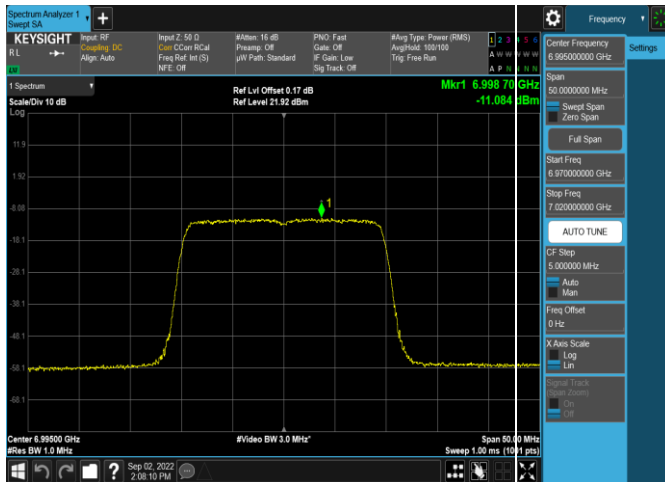 Spectrum Analyzer 1
Swept SA
+
Frequency
KEYSIGHT
RL
Input: RF
Coupling: DC
Align: Auto
Input Z: 50 Ω
Corr CCorr RCal
Freq Ref: Int (S)
NFE: Off
#Atten: 16 dB
Preamp: Off
µW Path: Standard
PNO: Fast
Gate: Off
IF Gain: Low
Sig Track: Off
#Avg Type: Power (RMS)
Avg|Hold: 100/100
Trig: Free Run
1 2 3 4 5 6
A W W W W W
A P N N N N
1 Spectrum
Scale/Div 10 dB
Log
Ref Lvl Offset 0.17 dB
Ref Level 21.92 dBm
Mkr1 6.998 70 GHz
-11.084 dBm
11.9
1.92
-8.08
-18.1
-28.1
-38.1
-48.1
-58.1
-68.1
1
Center 6.99500 GHz
#Res BW 1.0 MHz
#Video BW 3.0 MHz*
Span 50.00 MHz
Sweep 1.00 ms (1001 pts)
Sep 02, 2022
2:08:10 PM
?
Center Frequency
6.995000000 GHz
Settings
Span
50.0000000 MHz
Swept Span
Zero Span
Full Span
Start Freq
6.970000000 GHz
Stop Freq
7.020000000 GHz
AUTO TUNE
CF Step
5.000000 MHz
Auto
Man
Freq Offset
0 Hz
X Axis Scale
Log
Lin
Signal Track
(Span Zoom)
On
Off